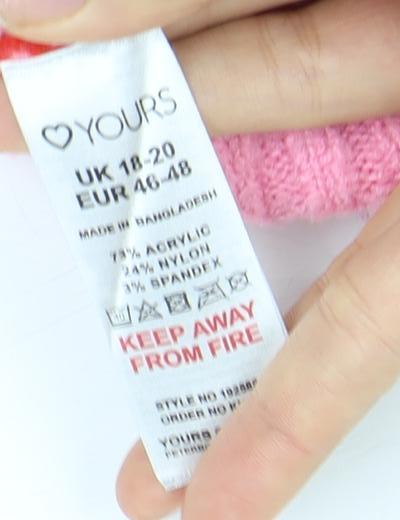 YOURS
UK 18-20
EUR 46-48
MADE IN BANGLADESH
73% ACRYLIC
24% NYLON
3% SPANDEX
KEEP AWAY
FROM FIRE
STYLE NO
ORDER NO
YOURS